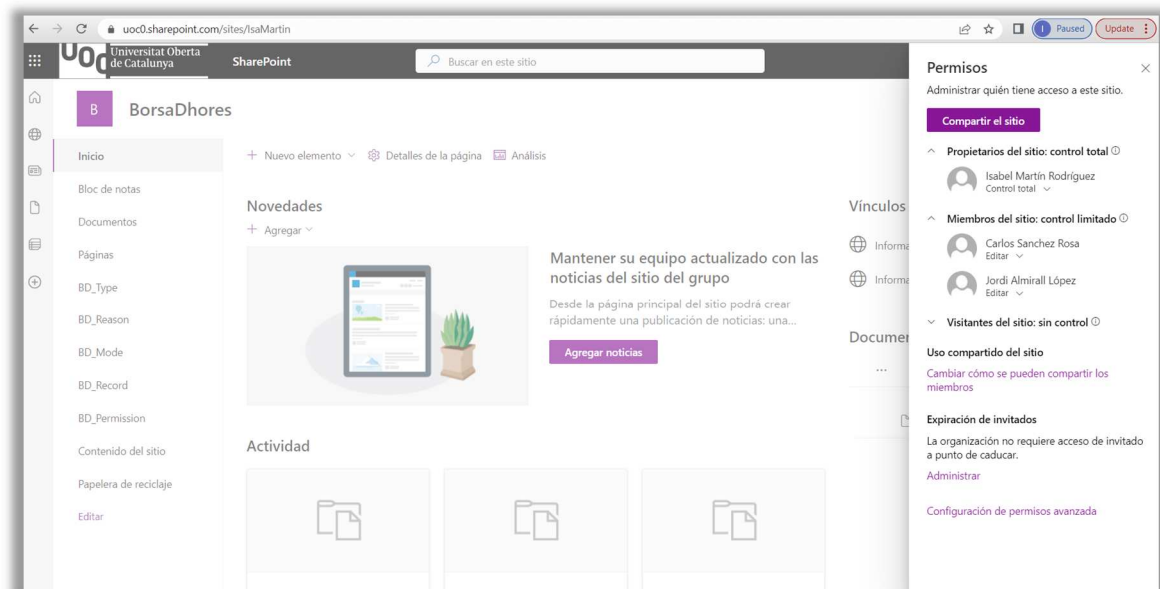 uoc0.sharepoint.com/sites/IsaMartin
Paused
Update
UOC Universitat Oberta
de Catalunya
SharePoint
Buscar en este sitio
B
BorsaDhores
Inicio
Bloc de notas
Documentos
Páginas
BD_Type
BD_Reason
BD_Mode
BD_Record
BD_Permission
Contenido del sitio
Papelera de reciclaje
Editar
+ Nuevo elemento
Detalles de la página
Análisis
Novedades
+ Agregar
Mantener su equipo actualizado con las
noticias del sitio del grupo
Desde la página principal del sitio podrá crear
rápidamente una publicación de noticias: una...
Agregar noticias
Actividad
Vínculos
Informa
Informa
Documen
...
Permisos
Administrar quién tiene acceso a este sitio.
Compartir el sitio
Propietarios del sitio: control total
Isabel Martín Rodríguez
Control total
Miembros del sitio: control limitado
Carlos Sanchez Rosa
Editar
Jordi Almirall López
Editar
Visitantes del sitio: sin control
Uso compartido del sitio
Cambiar cómo se pueden compartir los
miembros
Expiración de invitados
La organización no requiere acceso de invitado
a punto de caducar.
Administrar
Configuración de permisos avanzada